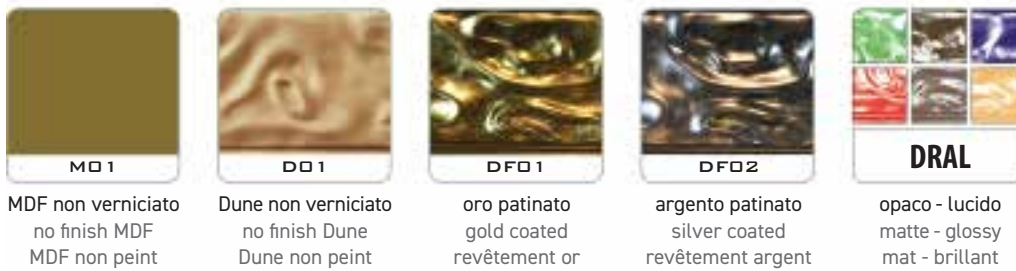 M01
MDF non verniciato
no finish MDF
MDF non peint
D01
Dune non verniciato
no finish Dune
Dune non peint
DF01
oro patinato
gold coated
revêtement or
DF02
argento patinato
silver coated
revêtement argent
DRAL
opaco - lucido
matte - glossy
mat - brillant